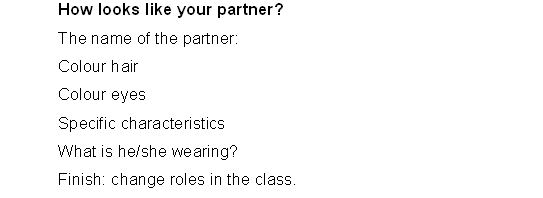 How looks like your partner?
The name of the partner:
Colour hair
Colour eyes
Specific characteristics
What is he/she wearing?
Finish: change roles in the class.